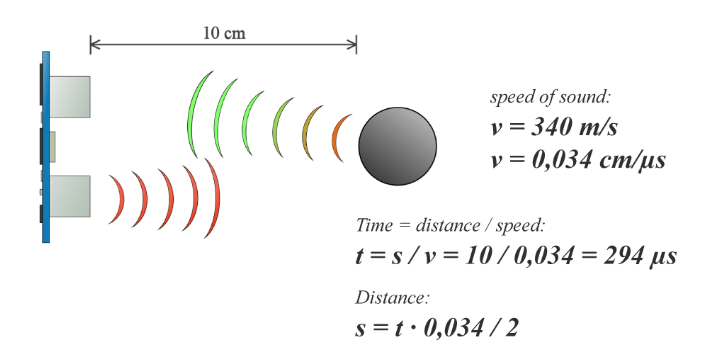 10 cm
speed of sound:
v = 340 m/s
v = 0,034 cm/µs
Time = distance / speed:
t = s / v = 10 / 0,034 = 294 µs
Distance:
s = t · 0,034 / 2